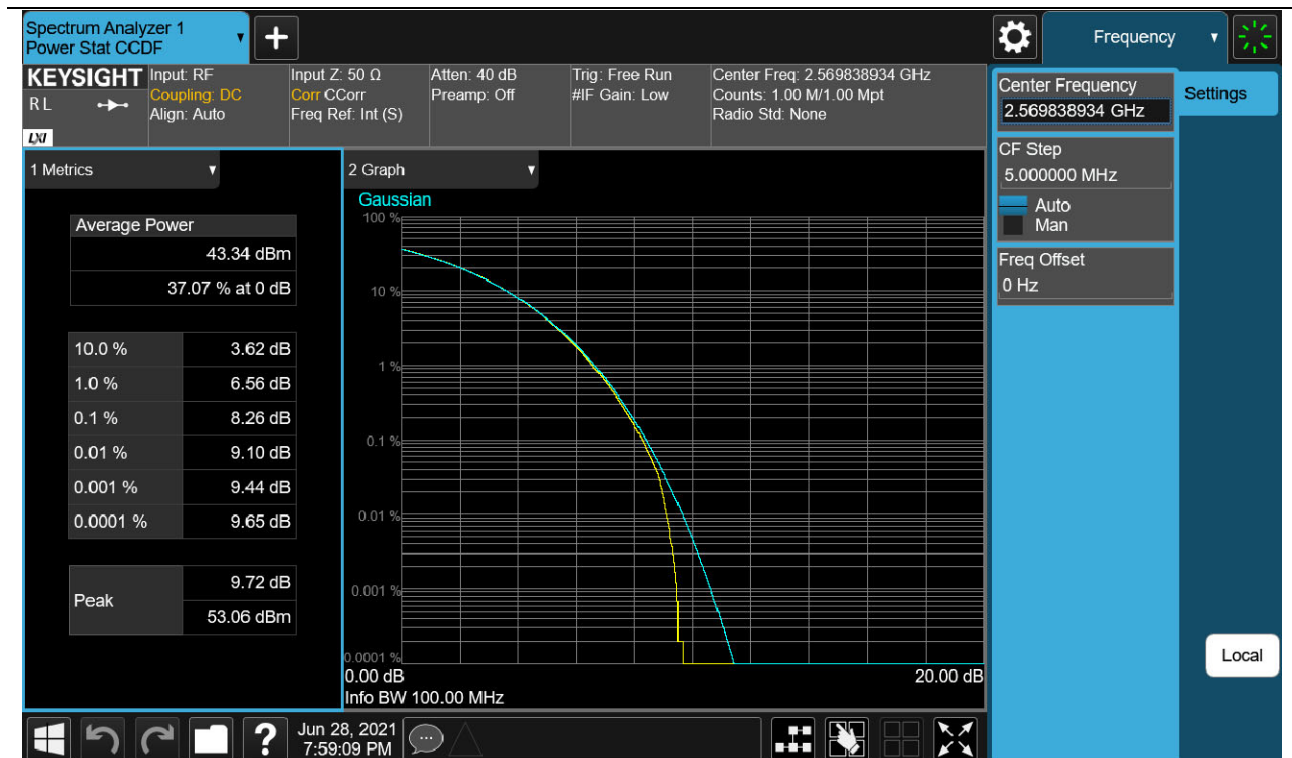 Spectrum Analyzer 1
Power Stat CCDF
Frequency
KEYSIGHT
R L
LXI
Input: RF
Coupling: DC
Align: Auto
Input Z: 50 Ω
Corr CCorr
Freq Ref: Int (S)
Atten: 40 dB
Preamp: Off
Trig: Free Run
#IF Gain: Low
Center Freq: 2.569838934 GHz
Counts: 1.00 M/1.00 Mpt
Radio Std: None
Center Frequency
2.569838934 GHz
Settings
CF Step
5.000000 MHz
Auto
Man
Freq Offset
0 Hz
1 Metrics
Average Power
43.34 dBm
37.07 % at 0 dB
10.0 % 3.62 dB
1.0 % 6.56 dB
0.1 % 8.26 dB
0.01 % 9.10 dB
0.001 % 9.44 dB
0.0001 % 9.65 dB
Peak
9.72 dB
53.06 dBm
2 Graph
Gaussian
100 %
10 %
1 %
0.1 %
0.01 %
0.001 %
0.0001 %
0.00 dB 20.00 dB
Info BW 100.00 MHz
Local
?
Jun 28, 2021
7:59:09 PM